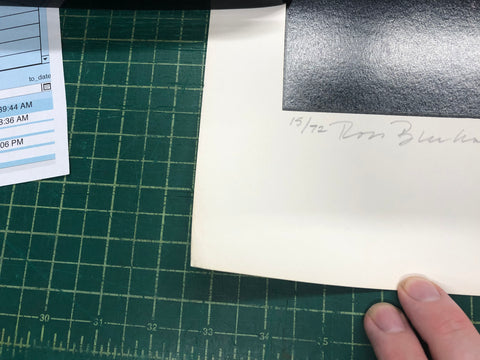 to_date
39:44 AM
3:36 AM
06 PM
15/72 Ross
30 31 32 33 34 35